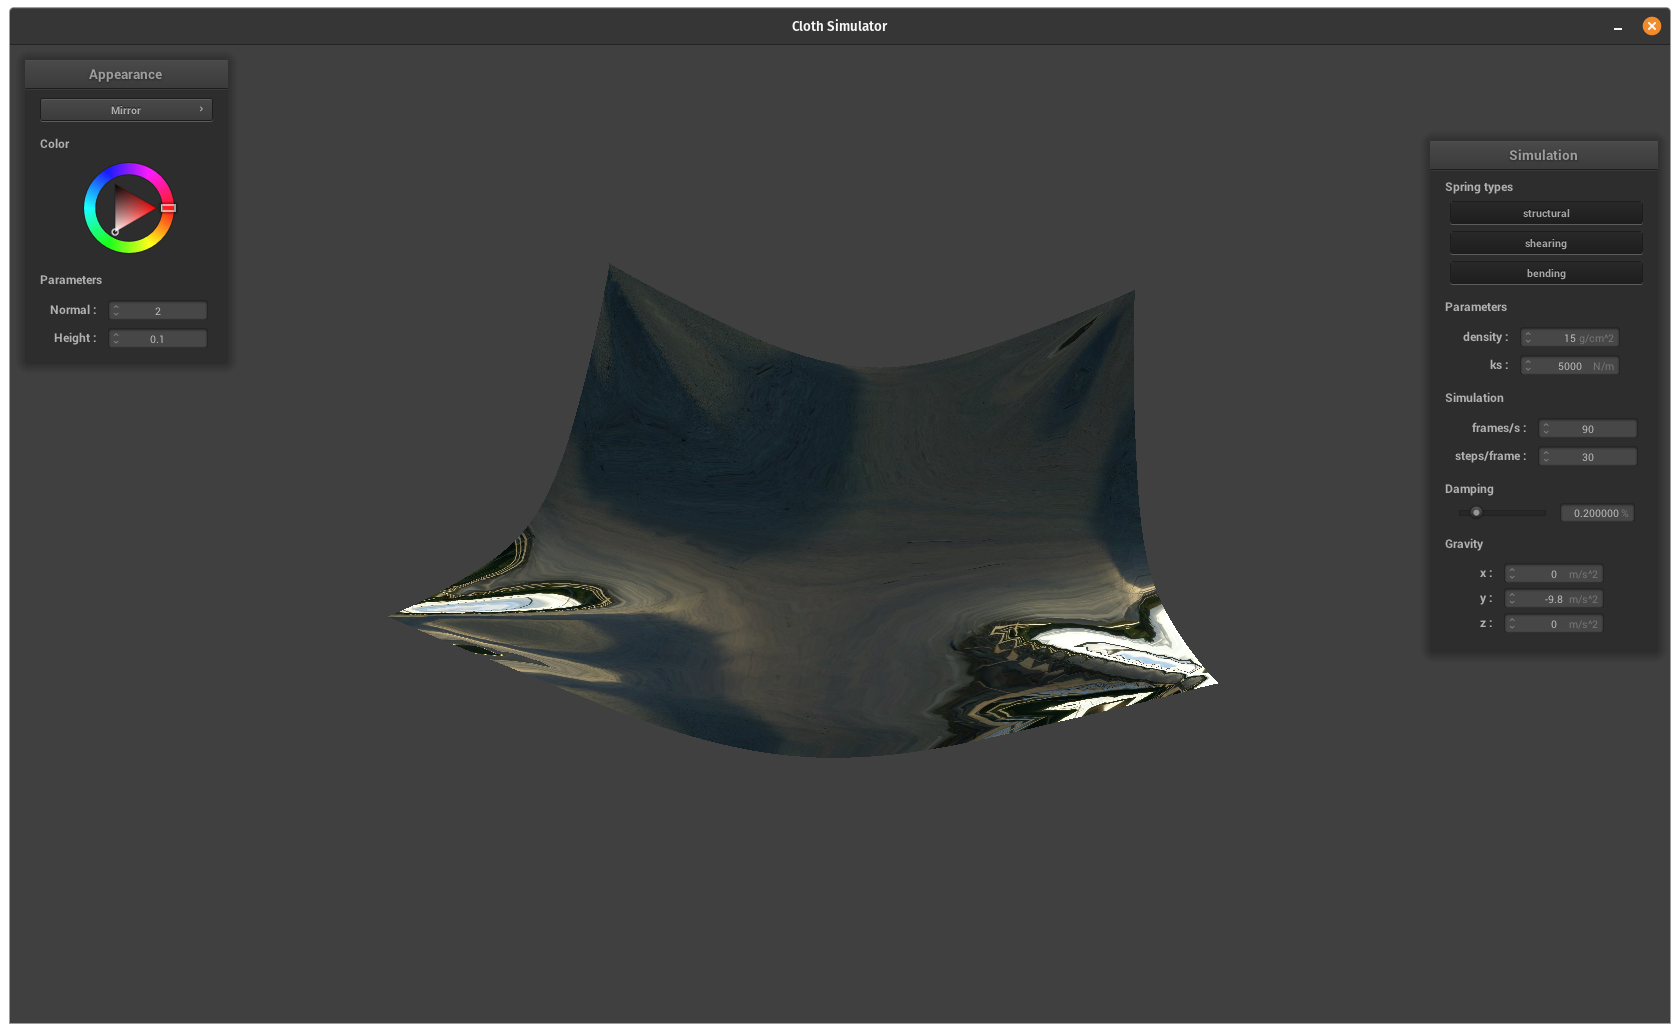 Cloth Simulator
Appearance
Mirror
Color
Parameters
Normal : 2
Height : 0.1
Simulation
Spring types
structural
shearing
bending
Parameters
density : 15 g/cm^2
ks : 5000 N/m
Simulation
frames/s : 90
steps/frame : 30
Damping
0.200000 %
Gravity
x : 0 m/s^2
y : -9.8 m/s^2
z : 0 m/s^2